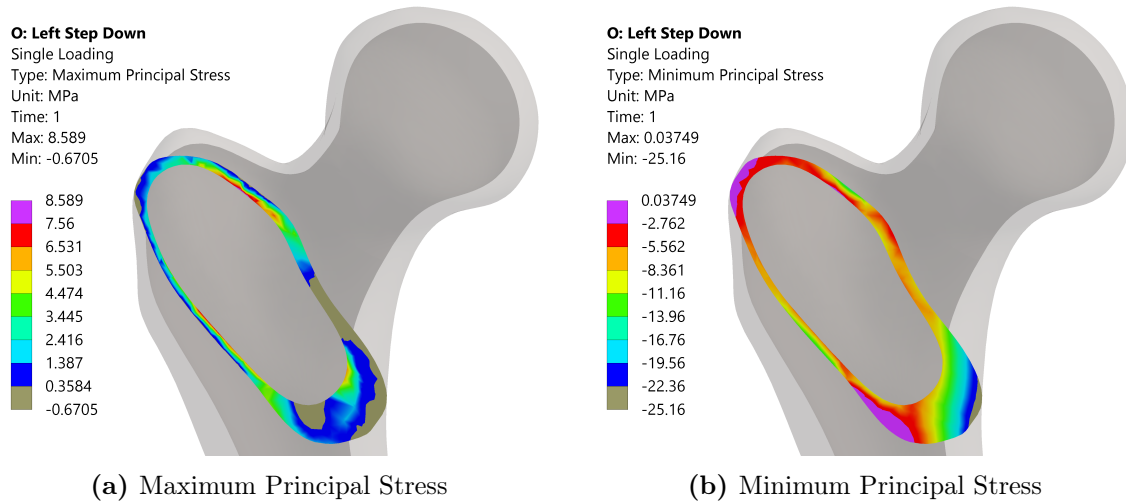 O: Left Step Down
Single Loading
Type: Maximum Principal Stress
Unit: MPa
Time: 1
Max: 8.589
Min: -0.6705
8.589
7.56
6.531
5.503
4.474
3.445
2.416
1.387
0.3584
-0.6705
(a) Maximum Principal Stress
O: Left Step Down
Single Loading
Type: Minimum Principal Stress
Unit: MPa
Time: 1
Max: 0.03749
Min: -25.16
0.03749
-2.762
-5.562
-8.361
-11.16
-13.96
-16.76
-19.56
-22.36
-25.16
(b) Minimum Principal Stress